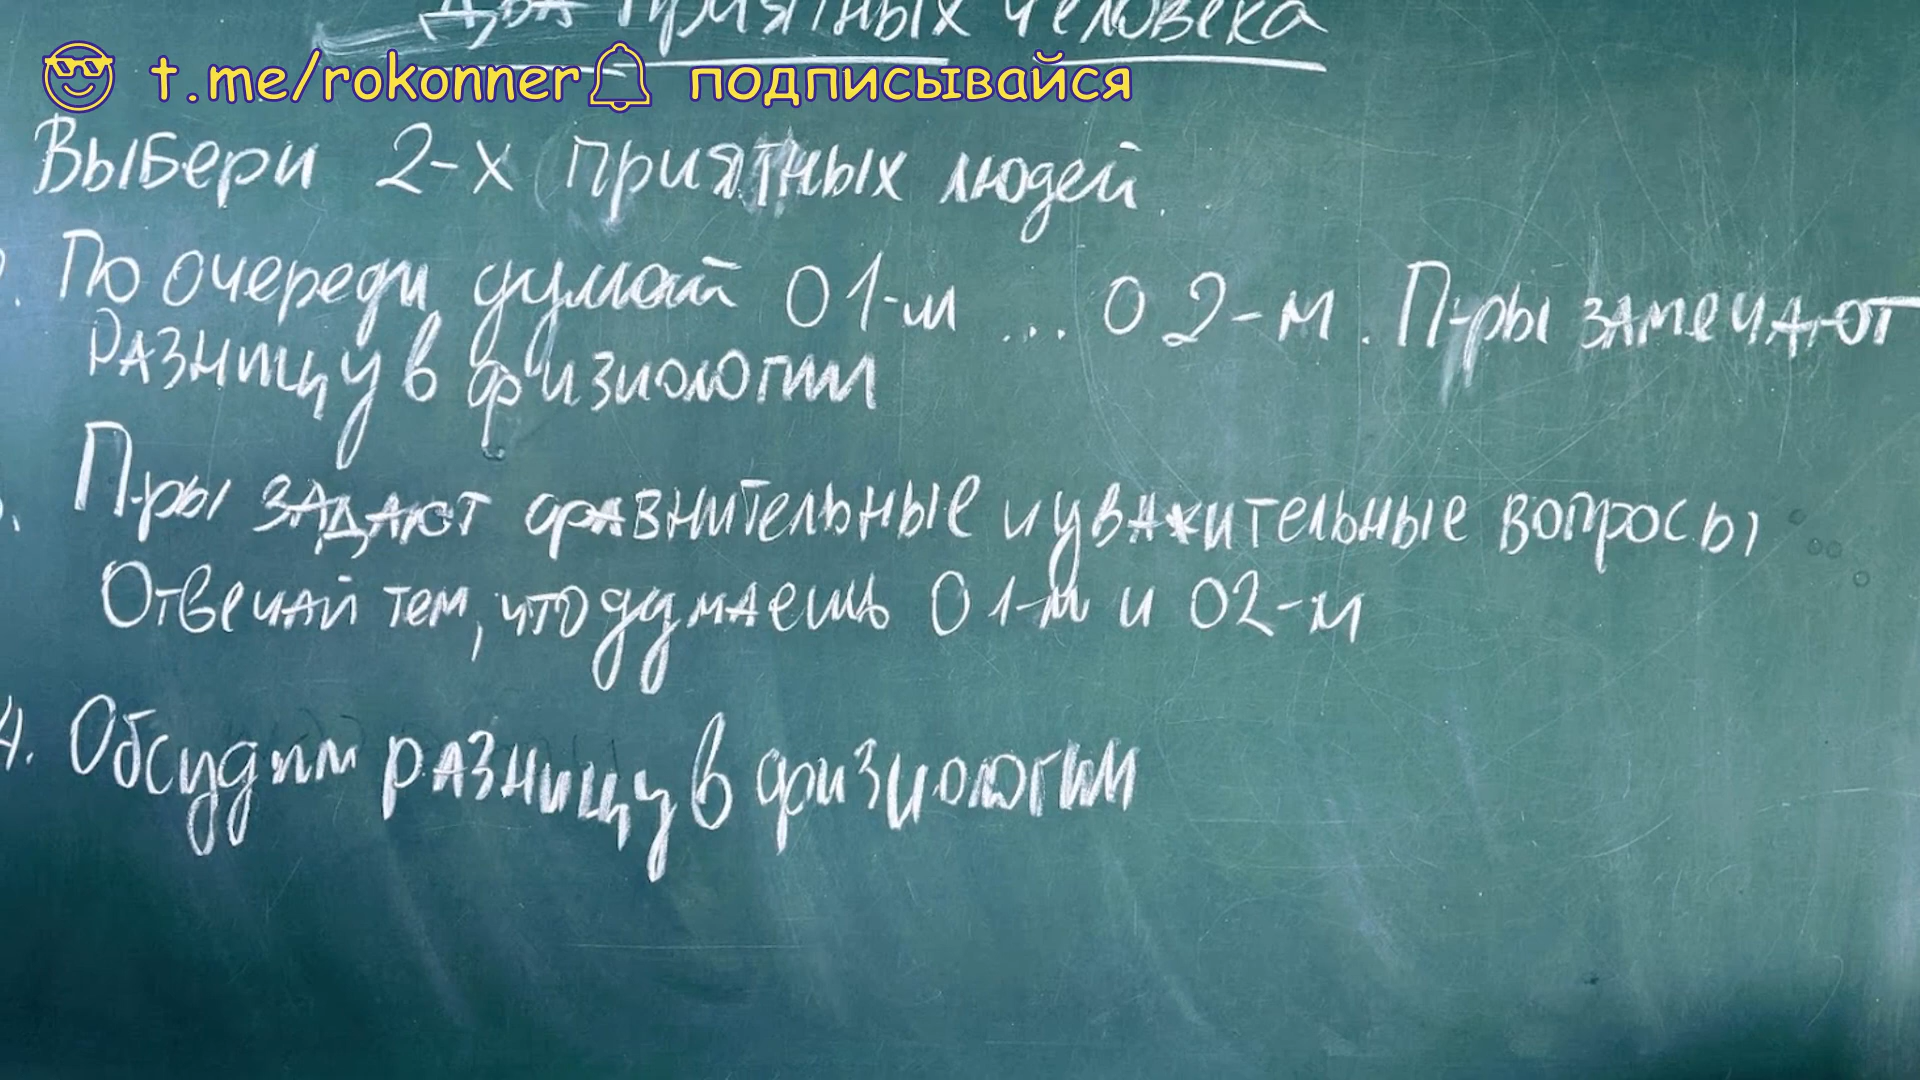 Два приятных человека
t.me/rokonner подписывайся
Выбери 2-х приятных людей
. По очереди думай О 1-м ... О 2-м. П-ры замечают
разницу в физиологии
. П-ры задают сравнительные и уважительные вопросы
Отвечай тем, что думаешь О 1-м и О 2-м
4. Обсудим разницу в физиологии